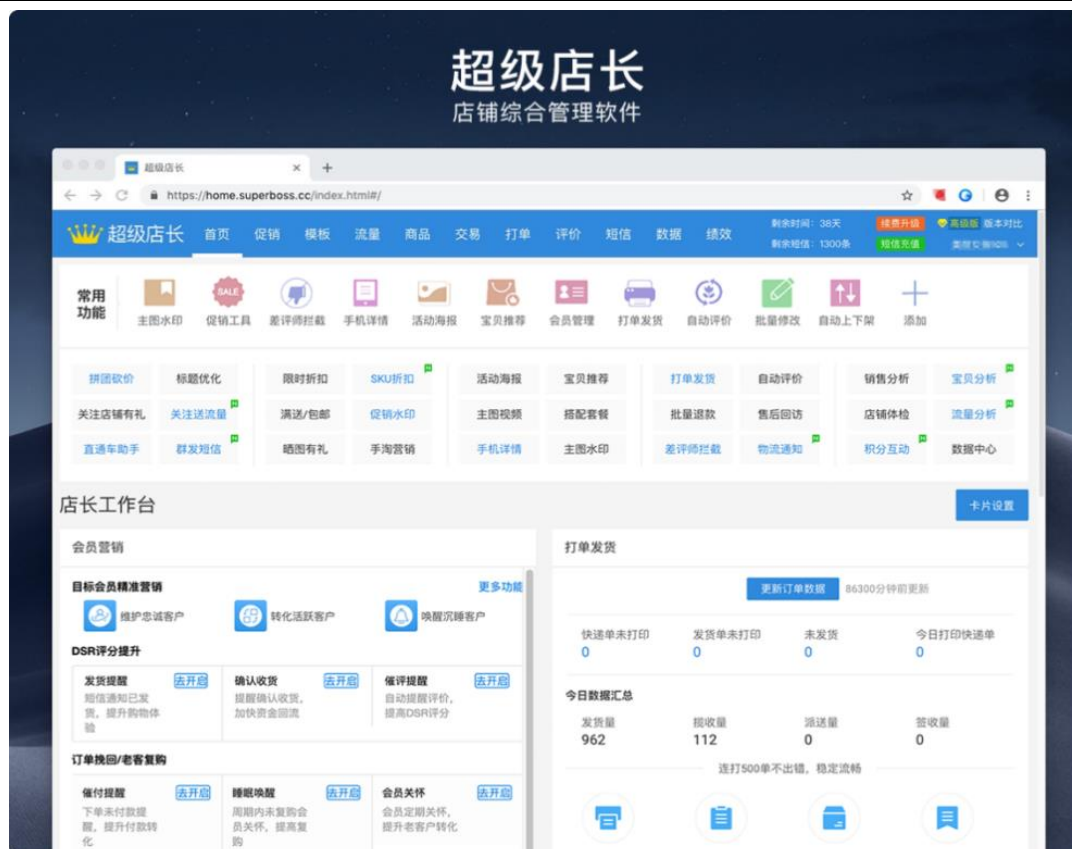 超级店长
店铺综合管理软件
超级店长
https://home.superboss.cc/index.html#/
超级店长 首页 促销 模板 流量 商品 交易 打单 评价 短信 数据 绩效
剩余时间：38天 续费升级 高级版 版本对比
剩余短信：1300条 短信充值
常用
功能
SALE
主图水印 促销工具 差评师拦截 手机详情 活动海报 宝贝推荐 会员管理 打单发货 自动评价 批量修改 自动上下架 添加
拼团砍价 标题优化 限时折扣 SKU折扣 活动海报 宝贝推荐 打单发货 自动评价 销售分析 宝贝分析
关注店铺有礼 关注送流量 满送/包邮 促销水印 主图视频 搭配套餐 批量退款 售后回访 店铺体检 流量分析
直通车助手 群发短信 晒图有礼 手淘营销 手机详情 主图水印 差评师拦截 物流通知 积分互动 数据中心
店长工作台 卡片设置
会员营销
目标会员精准营销 更多功能
维护忠诚客户 转化活跃客户 唤醒沉睡客户
DSR评分提升
发货提醒 去开启 确认收货 去开启 催评提醒 去开启
短信通知已发 提醒确认收货， 自动提醒评价，
货，提升购物体 加快资金回流 提高DSR评分
验
订单挽回/老客复购
催付提醒 去开启 睡眠唤醒 去开启 会员关怀 去开启
下单未付款提 周期内未复购会 会员定期关怀，
醒，提升付款转 员关怀，提高复 提升老客户转化
化 购
打单发货
更新订单数据 86300分钟前更新
快递单未打印 发货单未打印 未发货 今日打印快递单
0 0 0 0
今日数据汇总
发货量 揽收量 派送量 签收量
962 112 0 0
连打500单不出错，稳定流畅